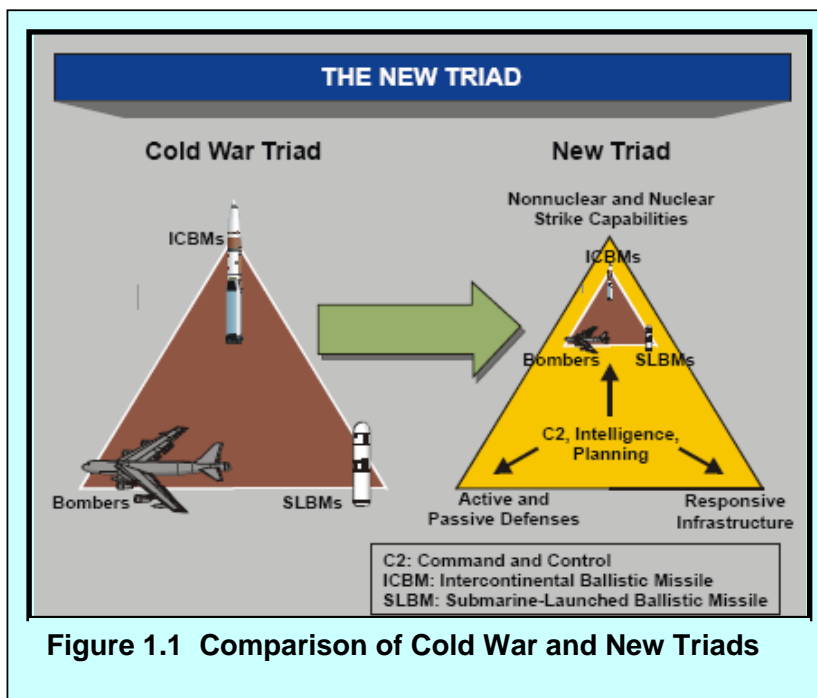 THE NEW TRIAD
Cold War Triad
ICBMs
Bombers
SLBMs
New Triad
Nonnuclear and Nuclear
Strike Capabilities
ICBMs
Bombers
SLBMs
C2, Intelligence,
Planning
Active and
Passive Defenses
Responsive
Infrastructure
C2: Command and Control
ICBM: Intercontinental Ballistic Missile
SLBM: Submarine-Launched Ballistic Missile
Figure 1.1 Comparison of Cold War and New Triads